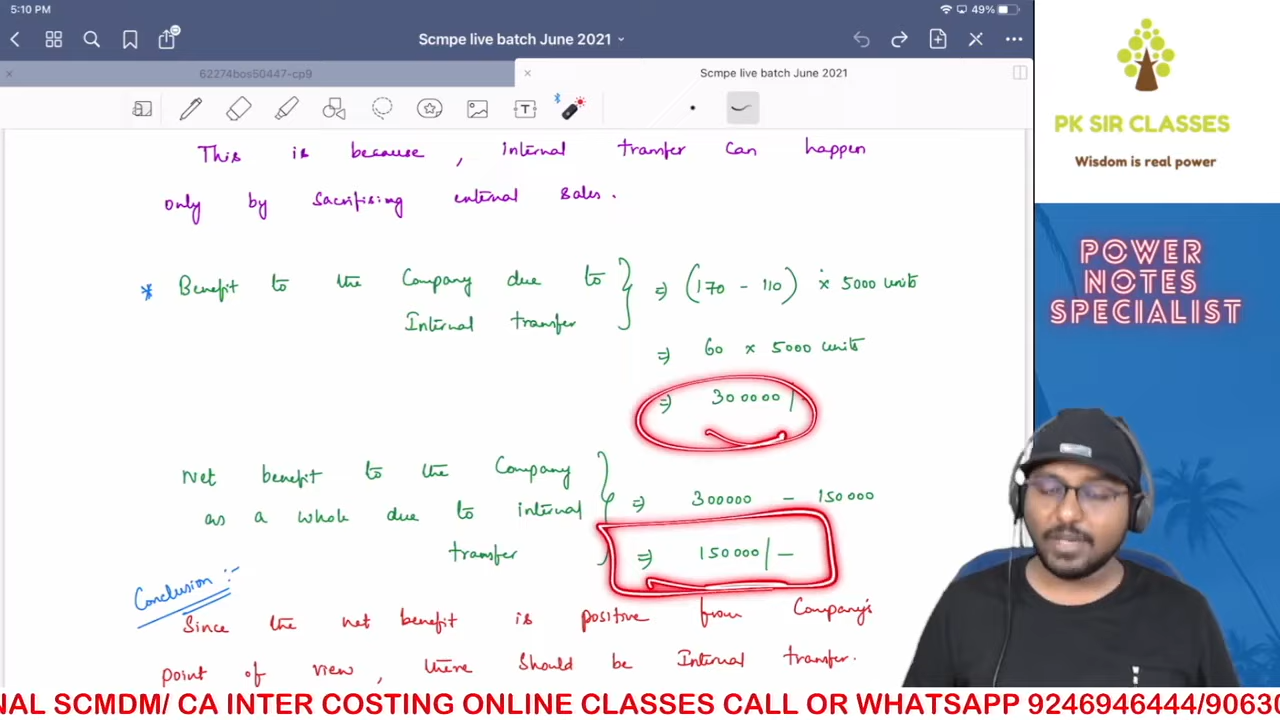 5:10 PM
49%
Scmpe live batch June 2021
62274bos50447-cp9
Scmpe live batch June 2021
This is because, Internal transfer can happen
only by sacrifising external sales.
* Benefit to the Company due to Internal transfer } => (170 - 110) x 5000 units
=> 60 x 5000 units
=> 300000/-
Net benefit to the Company as a whole due to internal transfer } => 300000 - 150000
=> 150000/-
Conclusion :-
Since the net benefit is positive from Company's
point of view, there should be Internal transfer.
PK SIR CLASSES
Wisdom is real power
POWER
NOTES
SPECIALIST
NAL SCMDM/ CA INTER COSTING ONLINE CLASSES CALL OR WHATSAPP 9246946444/90630